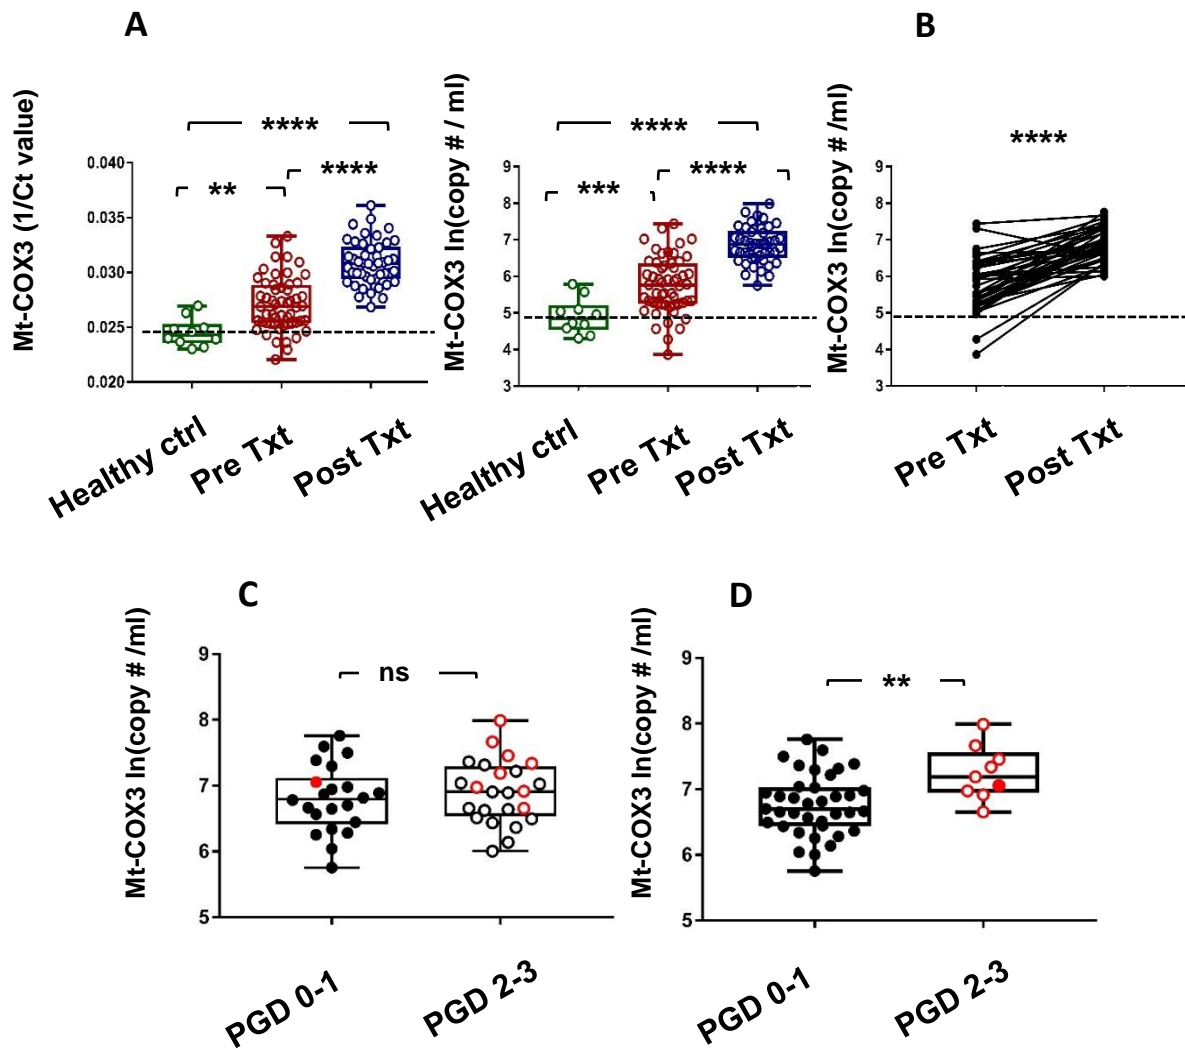 A
B
Mt-COX3 (1/Ct value)
0.040
0.035
0.030
0.025
0.020
****
**
****
Healthy ctrl
Pre Txt
Post Txt
Mt-COX3 ln(copy # / ml)
9
8
7
6
5
4
3
****
***
****
Healthy ctrl
Pre Txt
Post Txt
Mt-COX3 ln(copy # /ml)
9
8
7
6
5
4
3
****
Pre Txt
Post Txt
C
D
Mt-COX3 ln(copy # /ml)
9
8
7
6
5
ns
PGD 0-1
PGD 2-3
Mt-COX3 ln(copy # /ml)
9
8
7
6
5
**
PGD 0-1
PGD 2-3